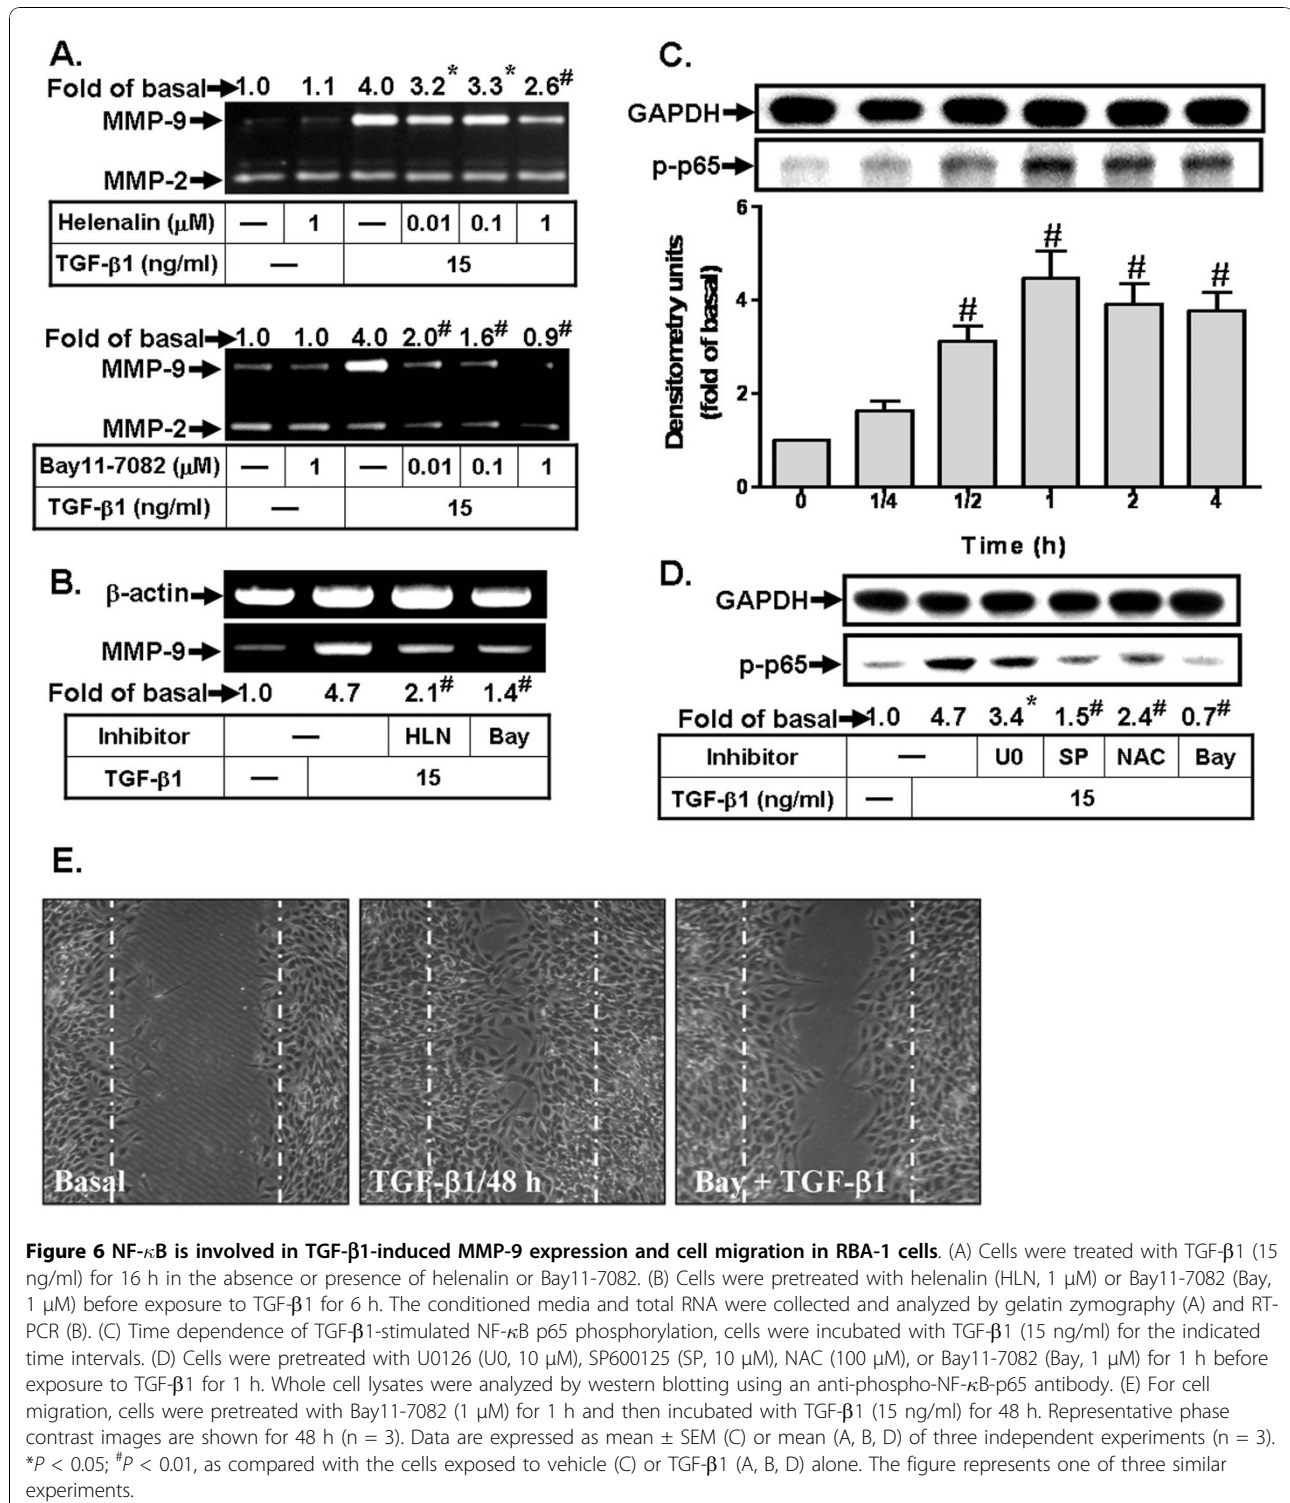 A.
Fold of basal 1.0 1.1 4.0 3.2* 3.3* 2.6#
MMP-9
MMP-2
Helenalin (μM) — 1 — 0.01 0.1 1
TGF-β1 (ng/ml) — 15
Fold of basal 1.0 1.0 4.0 2.0# 1.6# 0.9#
MMP-9
MMP-2
Bay11-7082 (μM) — 1 — 0.01 0.1 1
TGF-β1 (ng/ml) — 15
B.
β-actin
MMP-9
Fold of basal 1.0 4.7 2.1# 1.4#
Inhibitor — HLN Bay
TGF-β1 — 15
C.
GAPDH
p-p65
Densitometry units
(fold of basal)
6
4
2
0
# # # #
0 1/4 1/2 1 2 4
Time (h)
D.
GAPDH
p-p65
Fold of basal 1.0 4.7 3.4* 1.5# 2.4# 0.7#
Inhibitor — U0 SP NAC Bay
TGF-β1 (ng/ml) — 15
E.
Basal
TGF-β1/48 h
Bay + TGF-β1
Figure 6 NF-κB is involved in TGF-β1-induced MMP-9 expression and cell migration in RBA-1 cells. (A) Cells were treated with TGF-β1 (15
ng/ml) for 16 h in the absence or presence of helenalin or Bay11-7082. (B) Cells were pretreated with helenalin (HLN, 1 μM) or Bay11-7082 (Bay,
1 μM) before exposure to TGF-β1 for 6 h. The conditioned media and total RNA were collected and analyzed by gelatin zymography (A) and RT-
PCR (B). (C) Time dependence of TGF-β1-stimulated NF-κB p65 phosphorylation, cells were incubated with TGF-β1 (15 ng/ml) for the indicated
time intervals. (D) Cells were pretreated with U0126 (U0, 10 μM), SP600125 (SP, 10 μM), NAC (100 μM), or Bay11-7082 (Bay, 1 μM) for 1 h before
exposure to TGF-β1 for 1 h. Whole cell lysates were analyzed by western blotting using an anti-phospho-NF-κB-p65 antibody. (E) For cell
migration, cells were pretreated with Bay11-7082 (1 μM) for 1 h and then incubated with TGF-β1 (15 ng/ml) for 48 h. Representative phase
contrast images are shown for 48 h (n = 3). Data are expressed as mean ± SEM (C) or mean (A, B, D) of three independent experiments (n = 3).
*P < 0.05; #P < 0.01, as compared with the cells exposed to vehicle (C) or TGF-β1 (A, B, D) alone. The figure represents one of three similar
experiments.